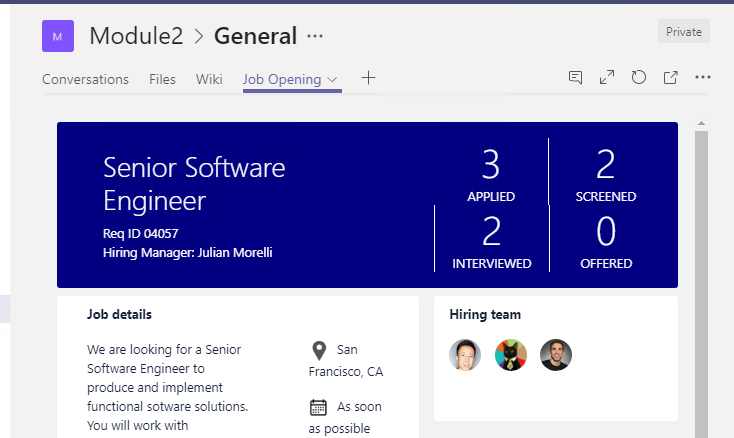 M
Module2 > General ...
Private
Conversations Files Wiki Job Opening
Senior Software
Engineer
Req ID 04057
Hiring Manager: Julian Morelli
3
APPLIED
2
SCREENED
2
INTERVIEWED
0
OFFERED
Job details
We are looking for a Senior
Software Engineer to
produce and implement
functional sotware solutions.
You will work with
San
Francisco, CA
As soon
as possible
Hiring team